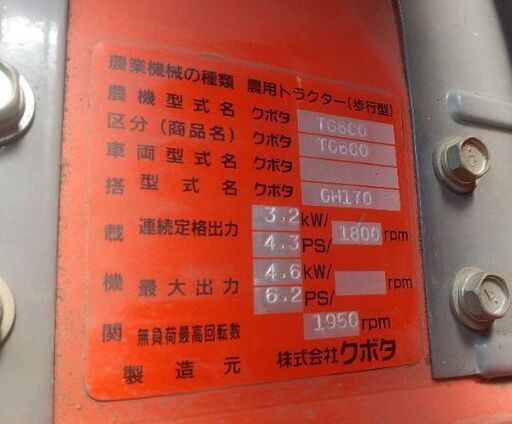 農業機械の種類 農用トラクター(歩行型)
農機型式名 クボタ TG600
区分(商品名) クボタ TG600
車両型式名 クボタ
搭 型式名 クボタ GH170
載 連続定格出力 3.2kW/ 4.3PS/ 1800rpm
機 最大出力 4.6kW/ 6.2PS/ rpm
関 無負荷最高回転数 1950rpm
製造元 株式会社クボタ